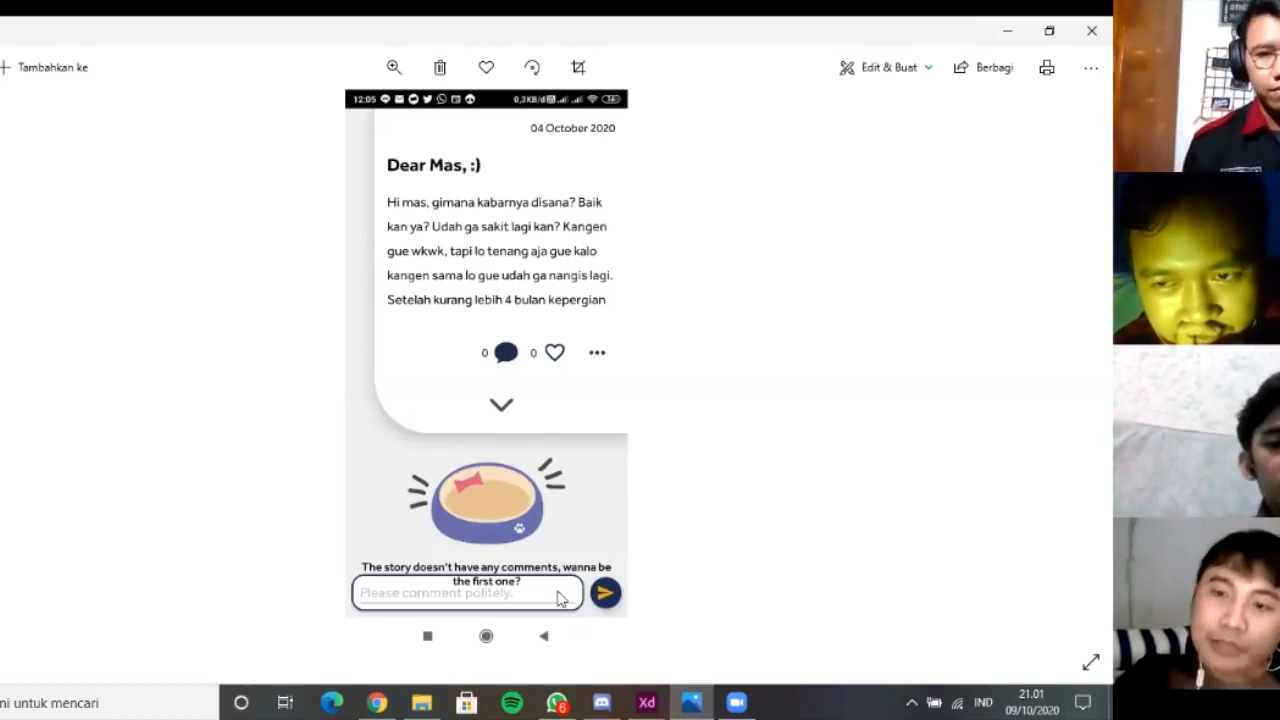 Tambahkan ke
Edit & Buat
Berbagi
12:05
0,3KB/d
04 October 2020
Dear Mas, :)
Hi mas, gimana kabarnya disana? Baik
kan ya? Udah ga sakit lagi kan? Kangen
gue wkwk, tapi lo tenang aja gue kalo
kangen sama lo gue udah ga nangis lagi.
Setelah kurang lebih 4 bulan kepergian
0
0
The story doesn't have any comments, wanna be
the first one?
Please comment politely.
ni untuk mencari
6
Xd
IND
21.01
09/10/2020